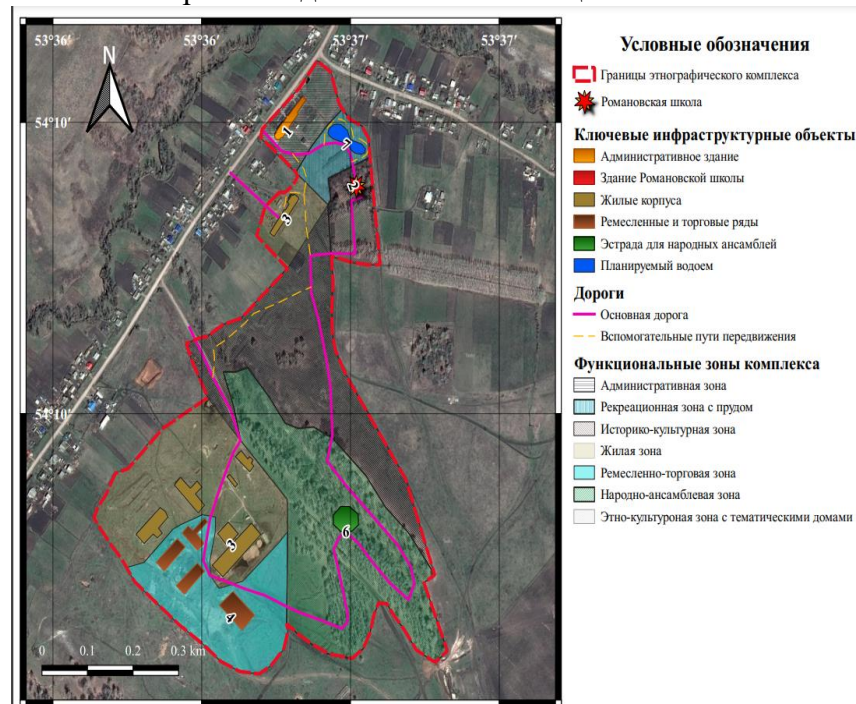 53°36'
53°36'
53°37'
53°37'
N
54°10'
54°10'
1
7
2
3
3
6
4
0
0.1
0.2
0.3 km
Условные обозначения
Границы этнографического комплекса
Романовская школа
Ключевые инфраструктурные объекты
Административное здание
Здание Романовской школы
Жилые корпуса
Ремесленные и торговые ряды
Эстрада для народных ансамблей
Планируемый водоем
Дороги
Основная дорога
Вспомогательные пути передвижения
Функциональные зоны комплекса
Административная зона
Рекреационная зона с прудом
Историко-культурная зона
Жилая зона
Ремесленно-торговая зона
Народно-ансамблевая зона
Этно-культуроная зона с тематическими домами